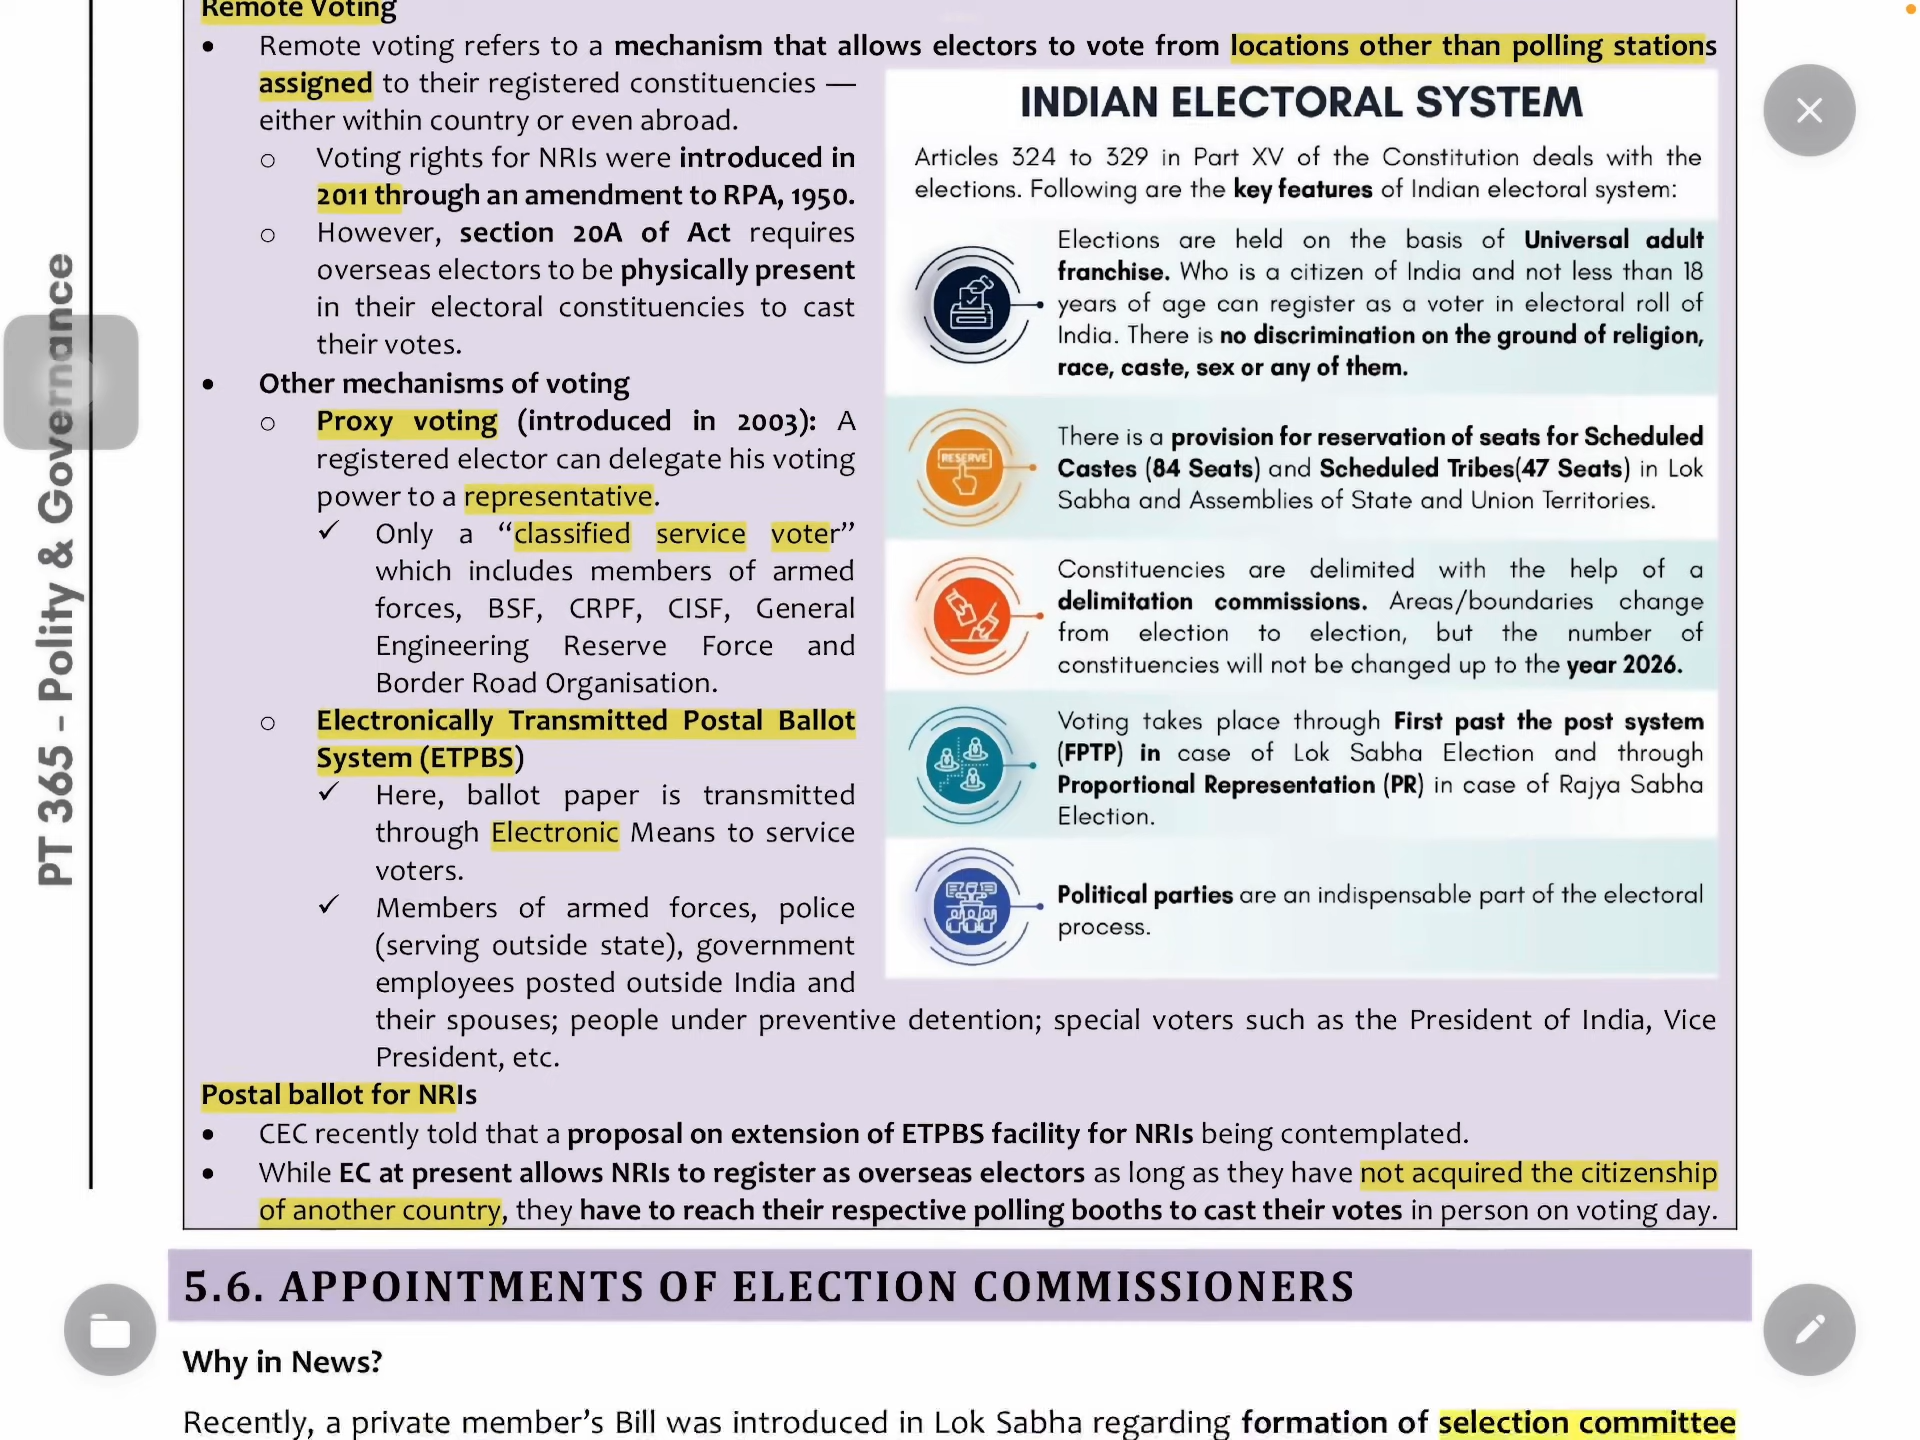 Remote Voting
• Remote voting refers to a mechanism that allows electors to vote from locations other than polling stations
assigned to their registered constituencies —
either within country or even abroad.
o Voting rights for NRIs were introduced in
2011 through an amendment to RPA, 1950.
o However, section 20A of Act requires
overseas electors to be physically present
in their electoral constituencies to cast
their votes.
• Other mechanisms of voting
o Proxy voting (introduced in 2003): A
registered elector can delegate his voting
power to a representative.
✓ Only a “classified service voter”
which includes members of armed
forces, BSF, CRPF, CISF, General
Engineering Reserve Force and
Border Road Organisation.
o Electronically Transmitted Postal Ballot
System (ETPBS)
✓ Here, ballot paper is transmitted
through Electronic Means to service
voters.
✓ Members of armed forces, police
(serving outside state), government
employees posted outside India and
their spouses; people under preventive detention; special voters such as the President of India, Vice
President, etc.
INDIAN ELECTORAL SYSTEM
Articles 324 to 329 in Part XV of the Constitution deals with the
elections. Following are the key features of Indian electoral system:
Elections are held on the basis of Universal adult
franchise. Who is a citizen of India and not less than 18
years of age can register as a voter in electoral roll of
India. There is no discrimination on the ground of religion,
race, caste, sex or any of them.
RESERVE
There is a provision for reservation of seats for Scheduled
Castes (84 Seats) and Scheduled Tribes(47 Seats) in Lok
Sabha and Assemblies of State and Union Territories.
Constituencies are delimited with the help of a
delimitation commissions. Areas/boundaries change
from election to election, but the number of
constituencies will not be changed up to the year 2026.
Voting takes place through First past the post system
(FPTP) in case of Lok Sabha Election and through
Proportional Representation (PR) in case of Rajya Sabha
Election.
Political parties are an indispensable part of the electoral
process.
Postal ballot for NRIs
• CEC recently told that a proposal on extension of ETPBS facility for NRIs being contemplated.
• While EC at present allows NRIs to register as overseas electors as long as they have not acquired the citizenship
of another country, they have to reach their respective polling booths to cast their votes in person on voting day.
5.6. APPOINTMENTS OF ELECTION COMMISSIONERS
Why in News?
Recently, a private member’s Bill was introduced in Lok Sabha regarding formation of selection committee
PT 365 - Polity & Governance